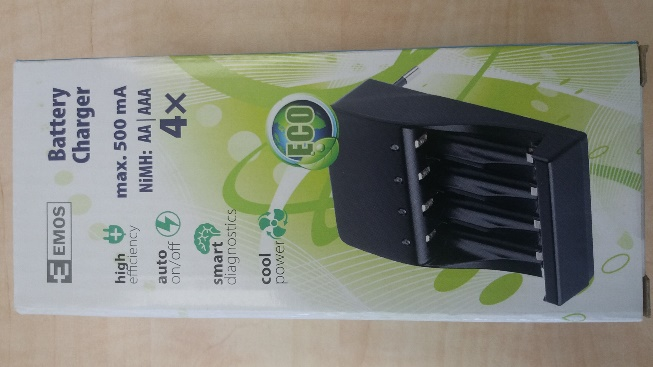 Battery
Charger
max. 500 mA
NiMH: AA | AAA
4x
ECO
EMOS
high
efficiency
auto
on/off
smart
diagnostics
cool
power